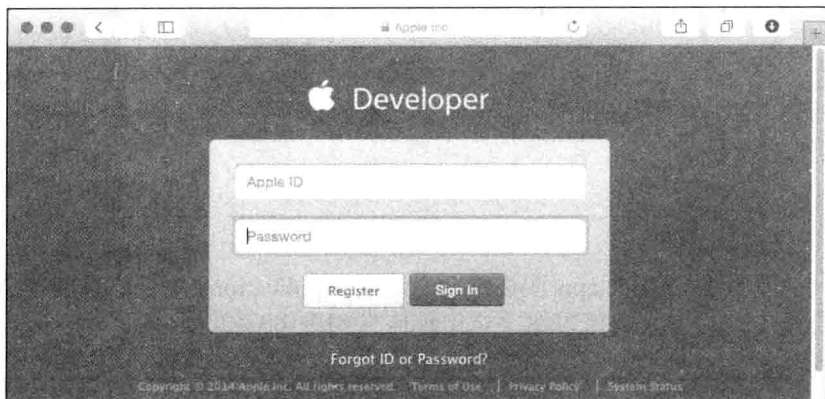 Apple Inc.
Developer
Apple ID
Password
Register Sign In
Forgot ID or Password?
Copyright © 2014 Apple Inc. All rights reserved. Terms of Use | Privacy Policy | System Status